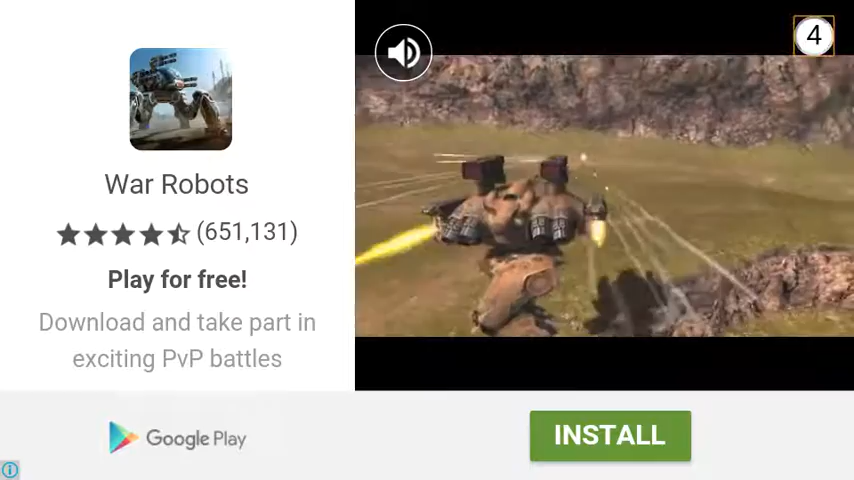 War Robots
(651,131)
Play for free!
Download and take part in
exciting PvP battles
4
Google Play
INSTALL